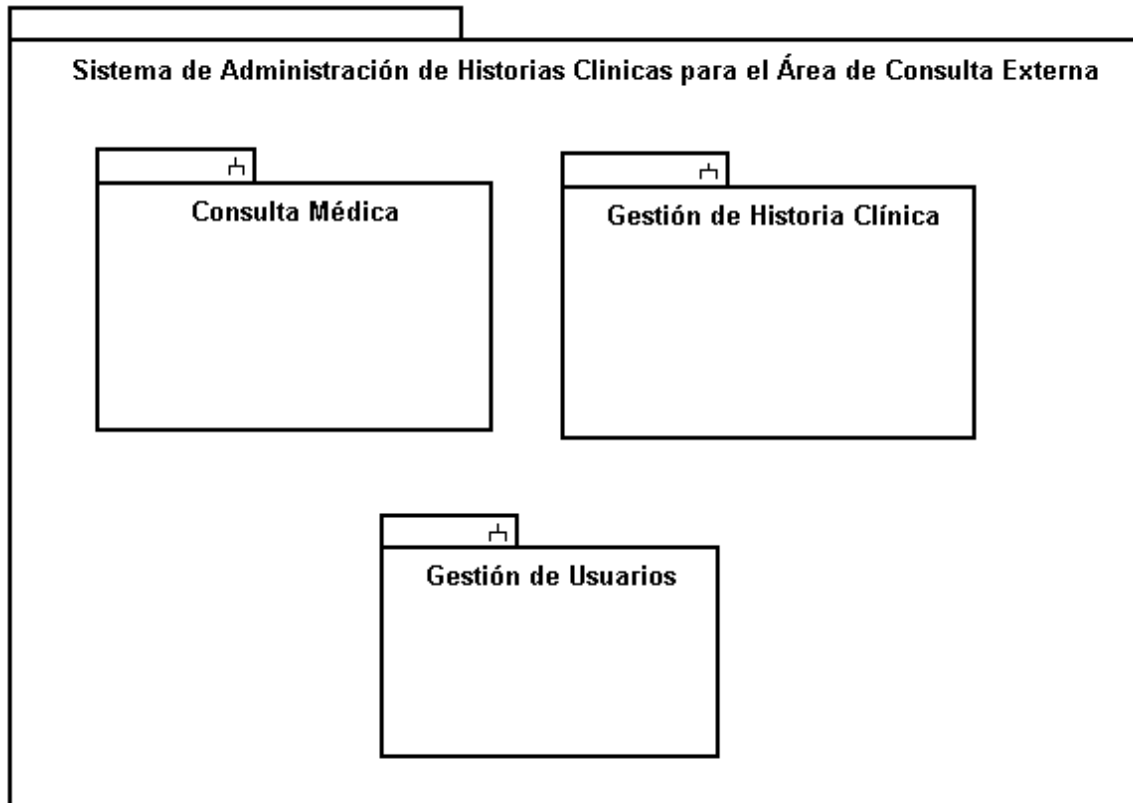 Sistema de Administración de Historias Clinicas para el Área de Consulta Externa
Consulta Médica
Gestión de Historia Clínica
Gestión de Usuarios